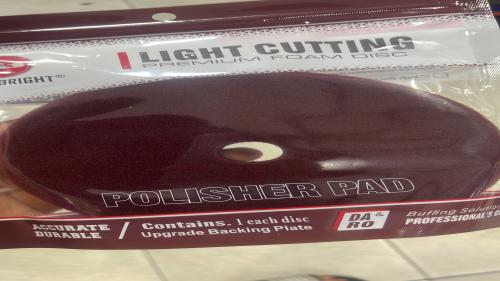 LIGHT CUTTING
PREMIUM FOAM DISC
BRIGHT®
POLISHER PAD
ACCURATE
DURABLE
/
Contains. 1 each disc
Upgrade Backing Plate
DA &
RO
Buffing Solution
PROFESSIONAL'S